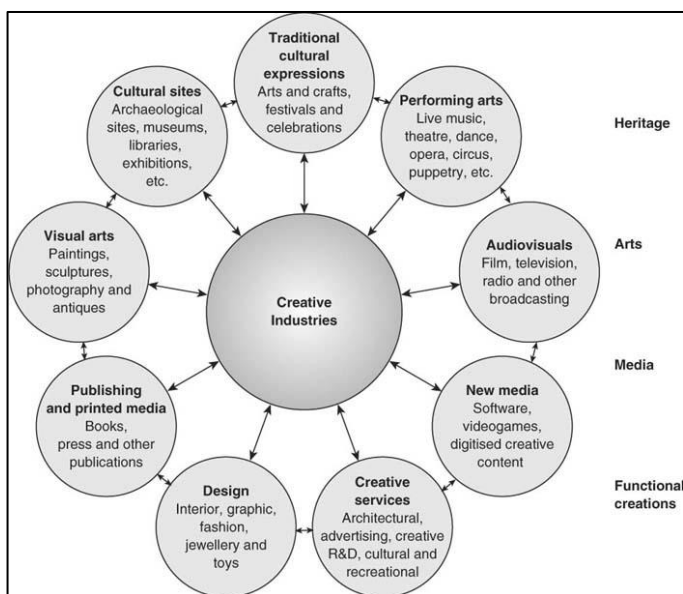 Traditional
cultural
expressions
Arts and crafts,
festivals and
celebrations
Cultural sites
Archaeological
sites, museums,
libraries,
exhibitions,
etc.
Performing arts
Live music,
theatre, dance,
opera, circus,
puppetry, etc.
Heritage
Visual arts
Paintings,
sculptures,
photography and
antiques
Audiovisuals
Film, television,
radio and other
broadcasting
Arts
Creative
Industries
Media
Publishing
and printed media
Books,
press and other
publications
New media
Software,
videogames,
digitised creative
content
Design
Interior, graphic,
fashion,
jewellery and
toys
Creative
services
Architectural,
advertising, creative
R&D, cultural and
recreational
Functional
creations